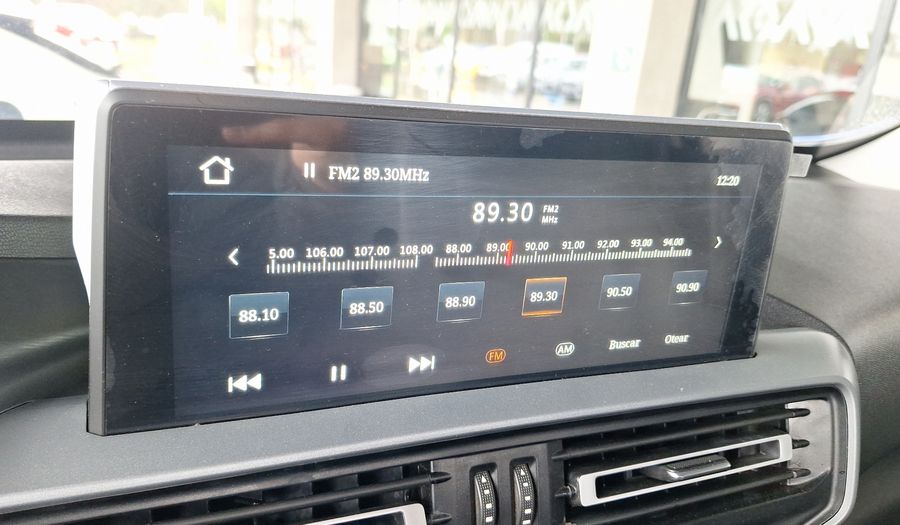 FM2 89.30MHz 12:20
89.30 FM2 MHz
5.00 106.00 107.00 108.00 88.00 89.00 90.00 91.00 92.00 93.00 94.00
88.10 88.50 88.90 89.30 90.50 90.90
FM AM Buscar Otear